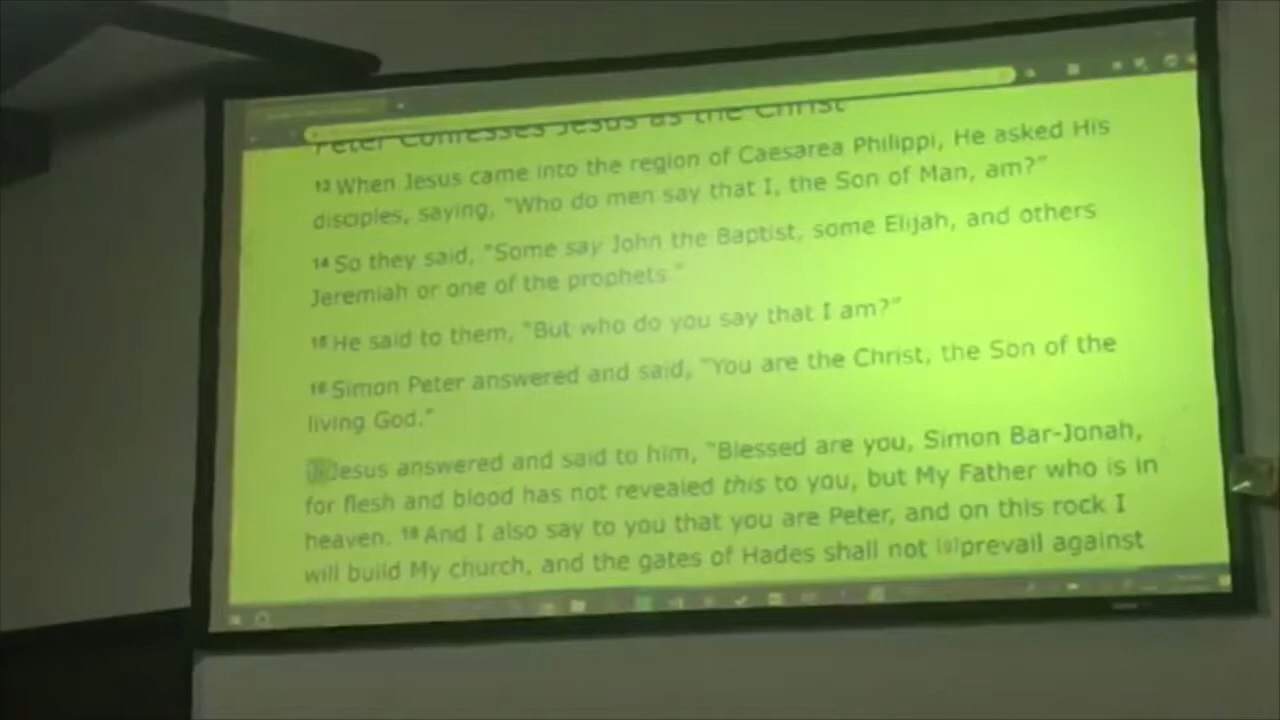 Peter Confesses Jesus as the Christ
13 When Jesus came into the region of Caesarea Philippi, He asked His
disciples, saying, "Who do men say that I, the Son of Man, am?"
14 So they said, "Some say John the Baptist, some Elijah, and others
Jeremiah or one of the prophets."
15 He said to them, "But who do you say that I am?"
16 Simon Peter answered and said, "You are the Christ, the Son of the
living God."
Jesus answered and said to him, "Blessed are you, Simon Bar-Jonah,
for flesh and blood has not revealed this to you, but My Father who is in
heaven. 18 And I also say to you that you are Peter, and on this rock I
will build My church, and the gates of Hades shall not [g]prevail against